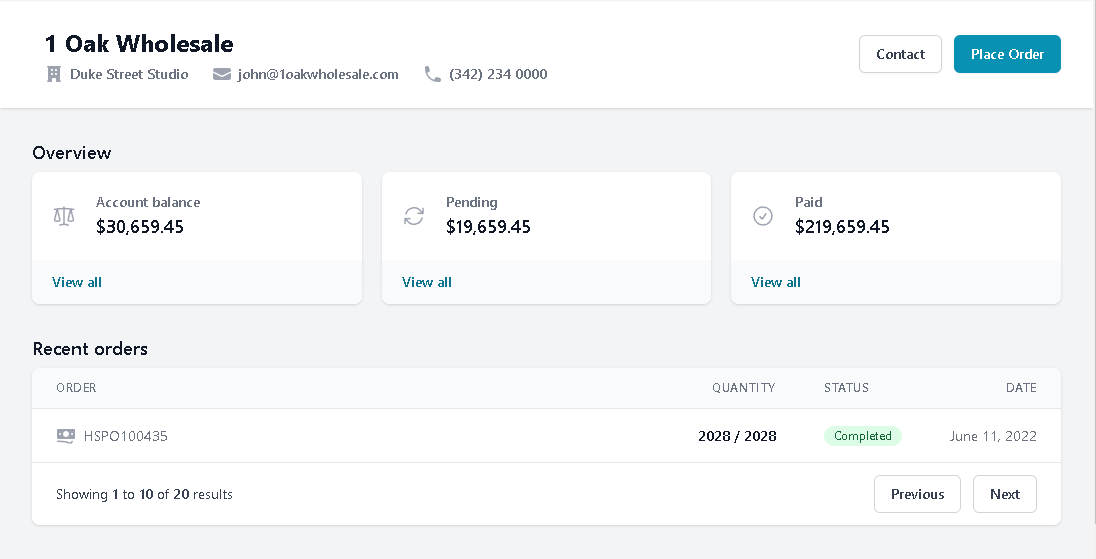 1 Oak Wholesale
Duke Street Studio john@1oakwholesale.com (342) 234 0000
Contact Place Order
Overview
Account balance
$30,659.45
View all
Pending
$19,659.45
View all
Paid
$219,659.45
View all
Recent orders
ORDER QUANTITY STATUS DATE
HSPO100435 2028 / 2028 Completed June 11, 2022
Showing 1 to 10 of 20 results Previous Next